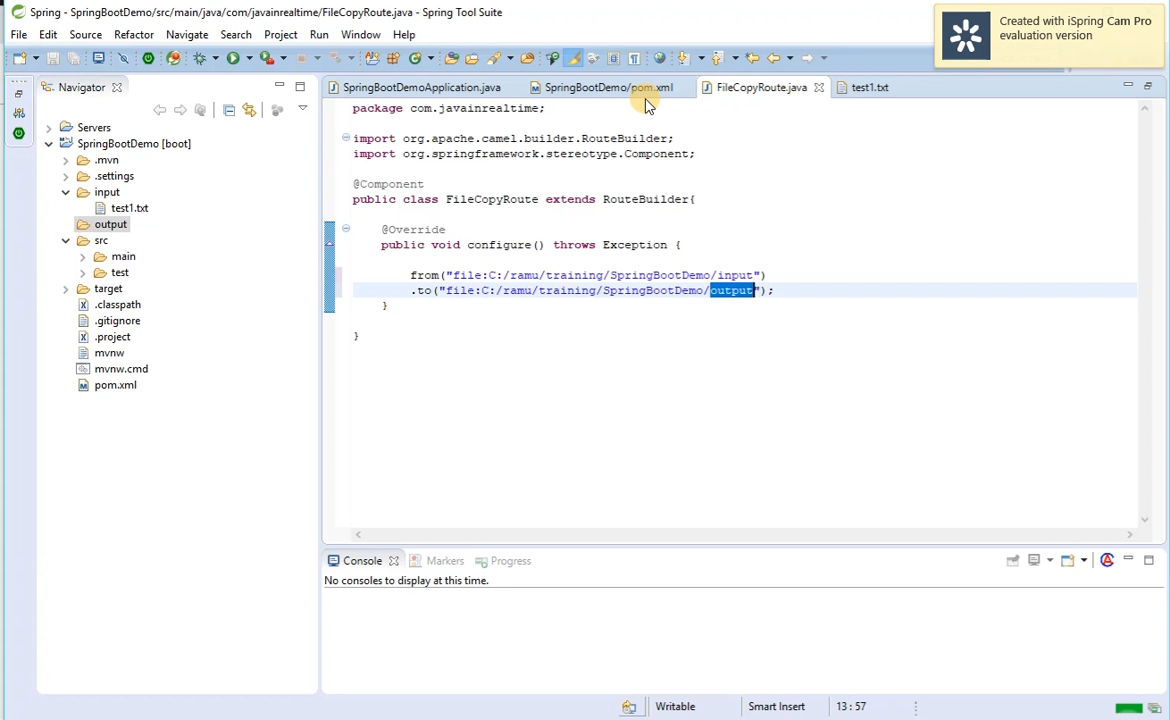 Spring - SpringBootDemo/src/main/java/com/javainrealtime/FileCopyRoute.java - Spring Tool Suite
File Edit Source Refactor Navigate Search Project Run Window Help
Created with iSpring Cam Pro
evaluation version
Navigator
SpringBootDemoApplication.java SpringBootDemo/pom.xml FileCopyRoute.java test1.txt
Servers
SpringBootDemo [boot]
.mvn
.settings
input
test1.txt
output
src
main
test
target
.classpath
.gitignore
.project
mvnw
mvnw.cmd
pom.xml
package com.javainrealtime;
import org.apache.camel.builder.RouteBuilder;
import org.springframework.stereotype.Component;
@Component
public class FileCopyRoute extends RouteBuilder{
@Override
public void configure() throws Exception {
from("file:C:/ramu/training/SpringBootDemo/input")
.to("file:C:/ramu/training/SpringBootDemo/output");
}
}
Console Markers Progress
No consoles to display at this time.
Writable Smart Insert 13 : 57